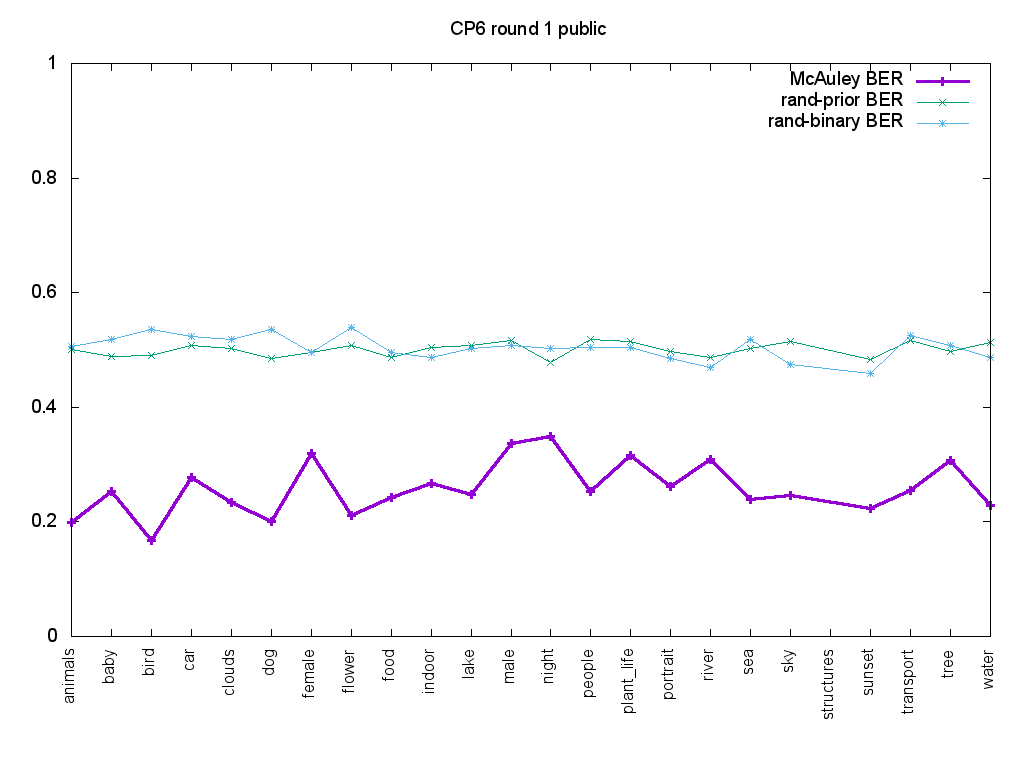 CP6 round 1 public
1
McAuley BER
rand-prior BER
rand-binary BER
0.8
0.6
0.4
0.2
0
animals
baby
bird
car
clouds
dog
female
flower
food
indoor
lake
male
night
people
plant_life
portrait
river
sea
sky
structures
sunset
transport
tree
water